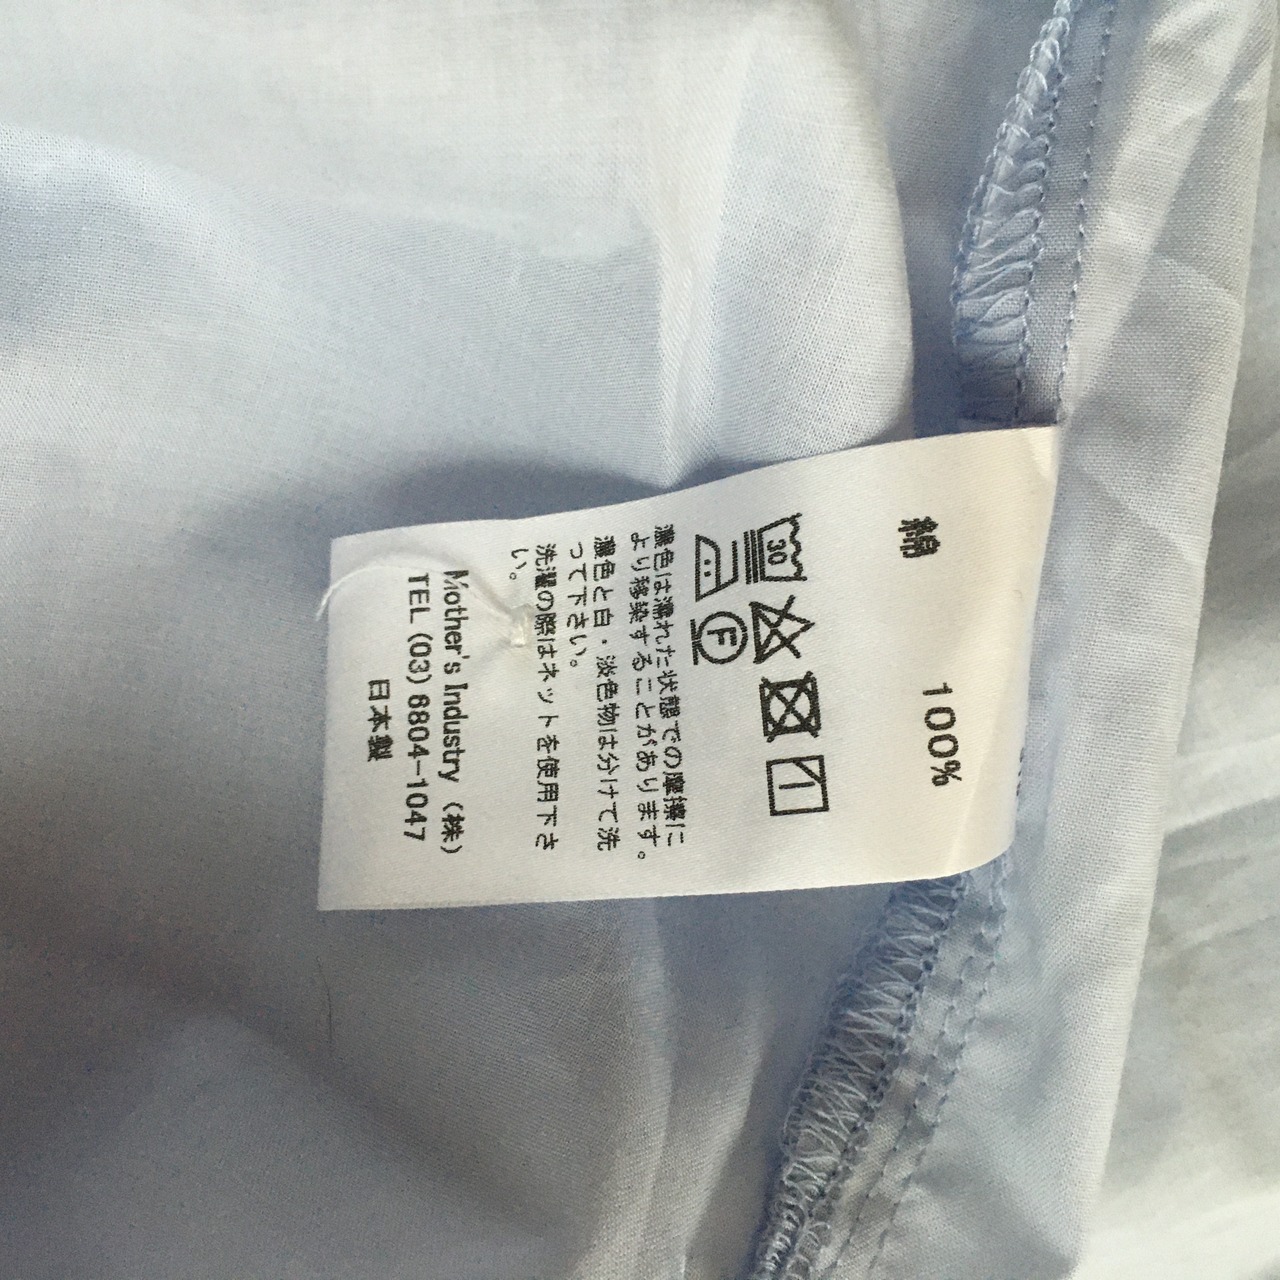 綿 100%
30
F
濃色は濡れた状態での摩擦に
より移染することがあります。
濃色と白・淡色物は分けて洗
って下さい。
洗濯の際はネットを使用下さ
い。
Mother's Industry (株)
TEL (03) 6804-1047
日本製